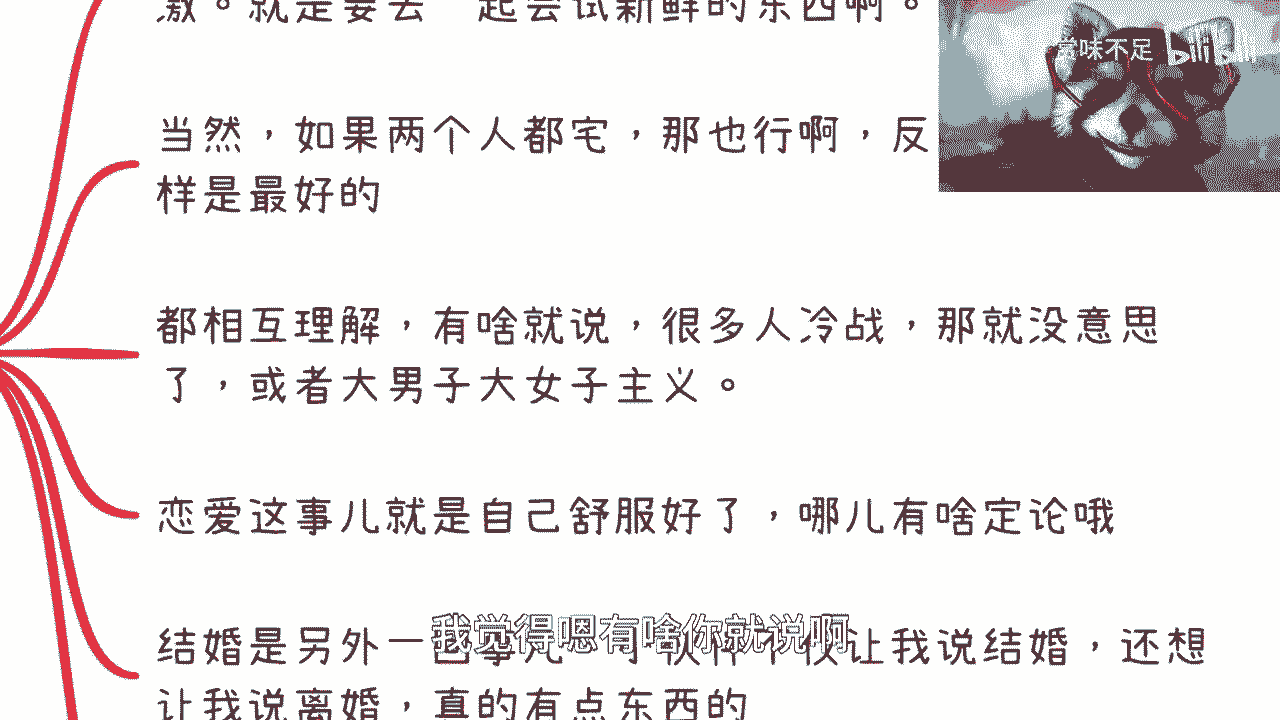 激。就是要去一起尝试新鲜的东西啊。
赏味不足 bilibili
当然，如果两个人都宅，那也行啊，反
样是最好的
都相互理解，有啥就说，很多人冷战，那就没意思
了，或者大男子大女子主义。
恋爱这事儿就是自己舒服好了，哪儿有啥定论哦
结婚是另外一
让我说结婚，还想
我觉得嗯有啥你就说啊
让我说离婚，真的有点东西的